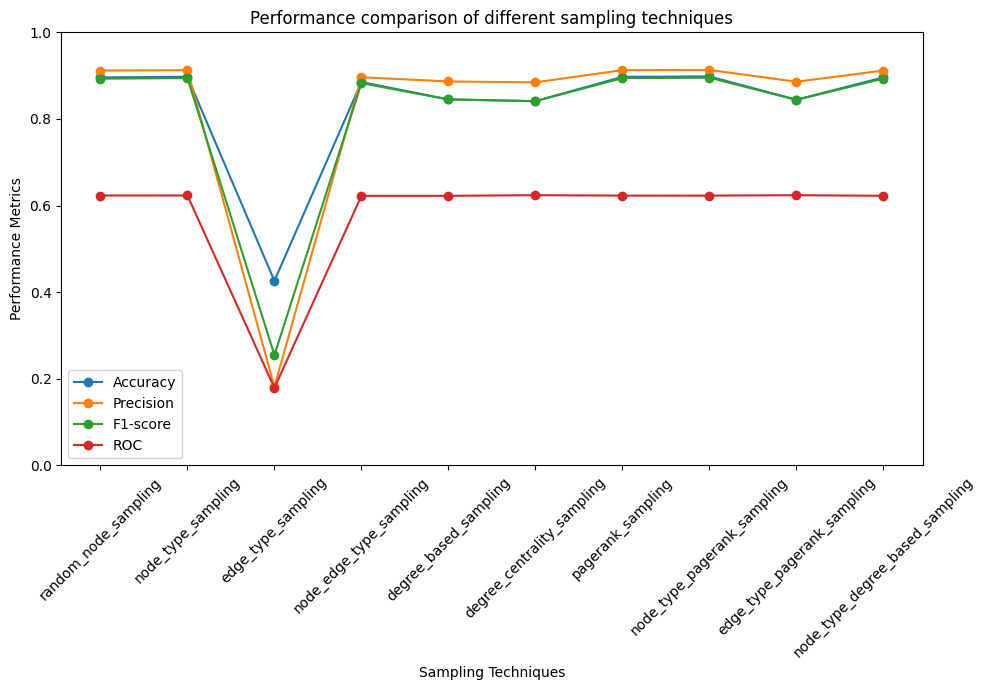 Performance comparison of different sampling techniques
Performance Metrics
1.0
0.8
0.6
0.4
0.2
0.0
Accuracy
Precision
F1-score
ROC
random_node_sampling
node_type_sampling
edge_type_sampling
node_edge_type_sampling
degree_based_sampling
degree_centrality_sampling
pagerank_sampling
node_type_pagerank_sampling
edge_type_pagerank_sampling
node_type_degree_based_sampling
Sampling Techniques